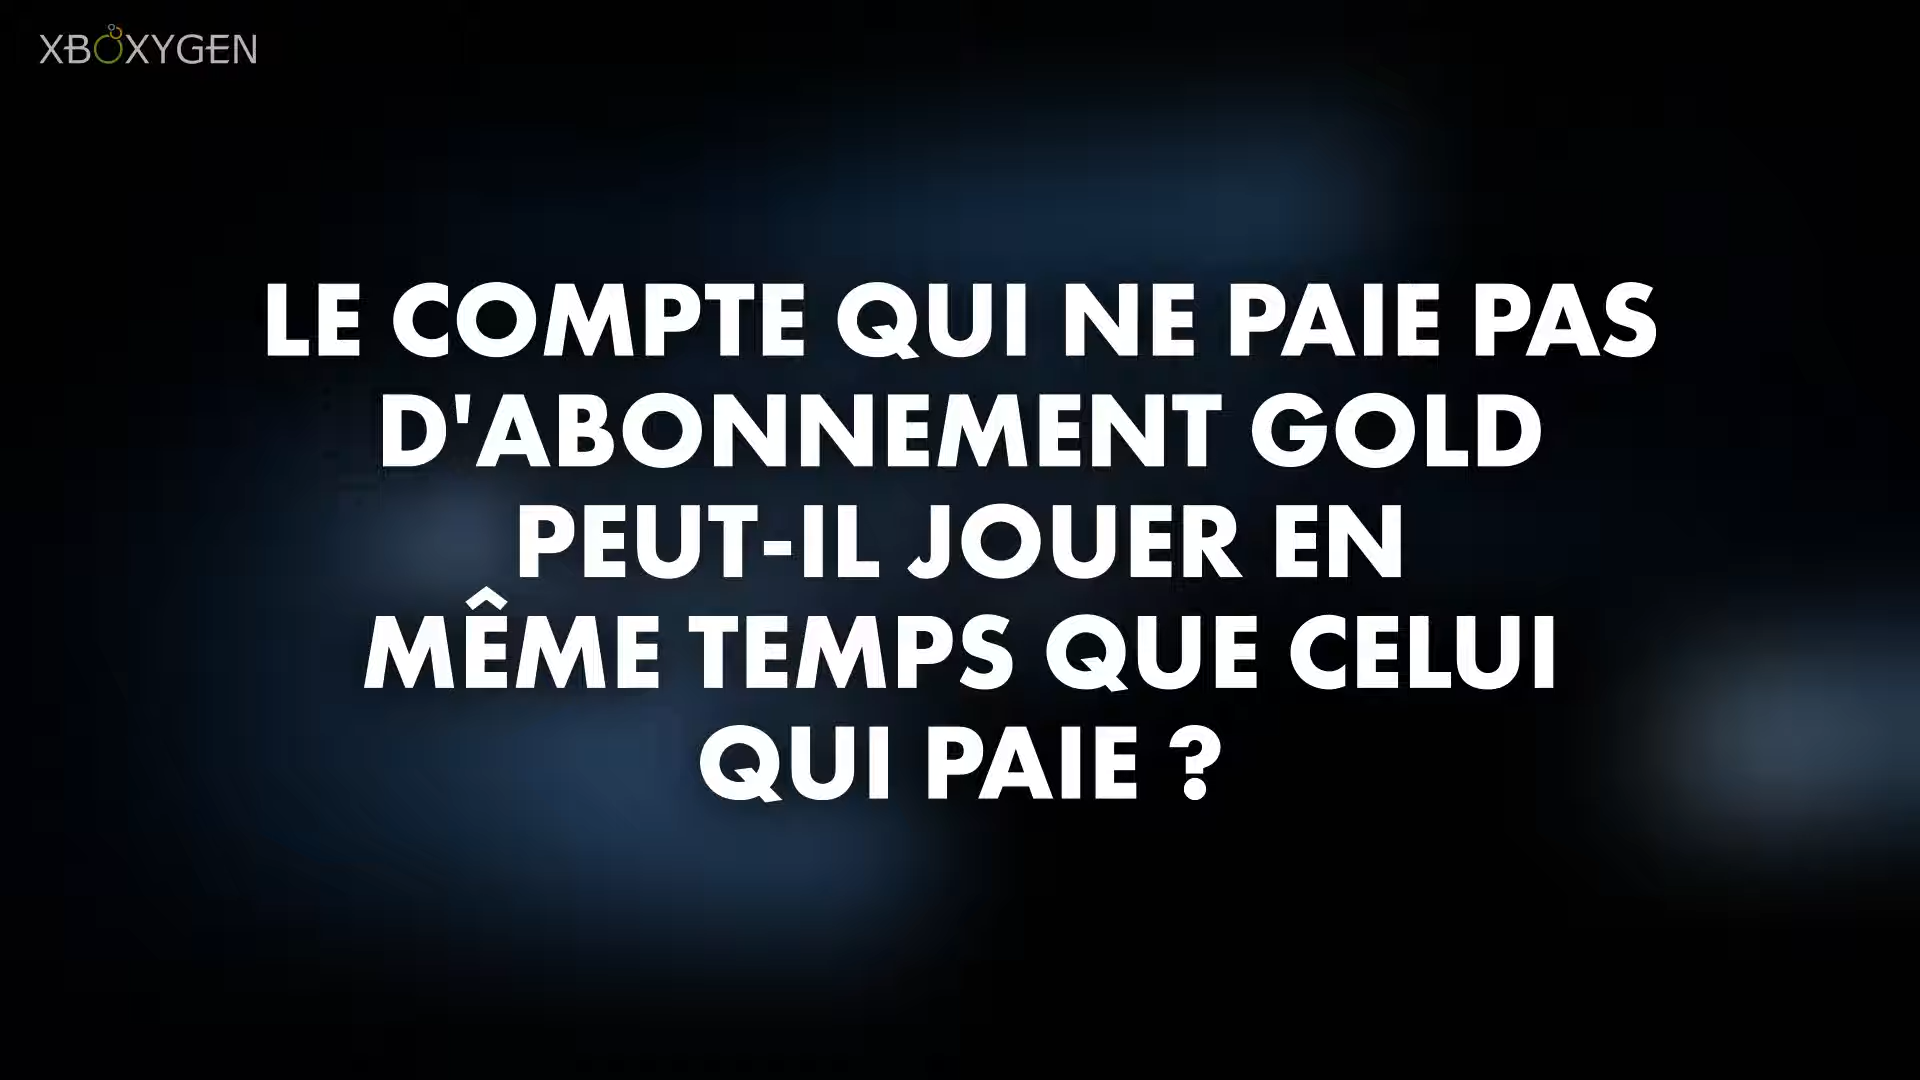 XBOXYGEN
LE COMPTE QUI NE PAIE PAS
D'ABONNEMENT GOLD
PEUT-IL JOUER EN
MÊME TEMPS QUE CELUI
QUI PAIE ?